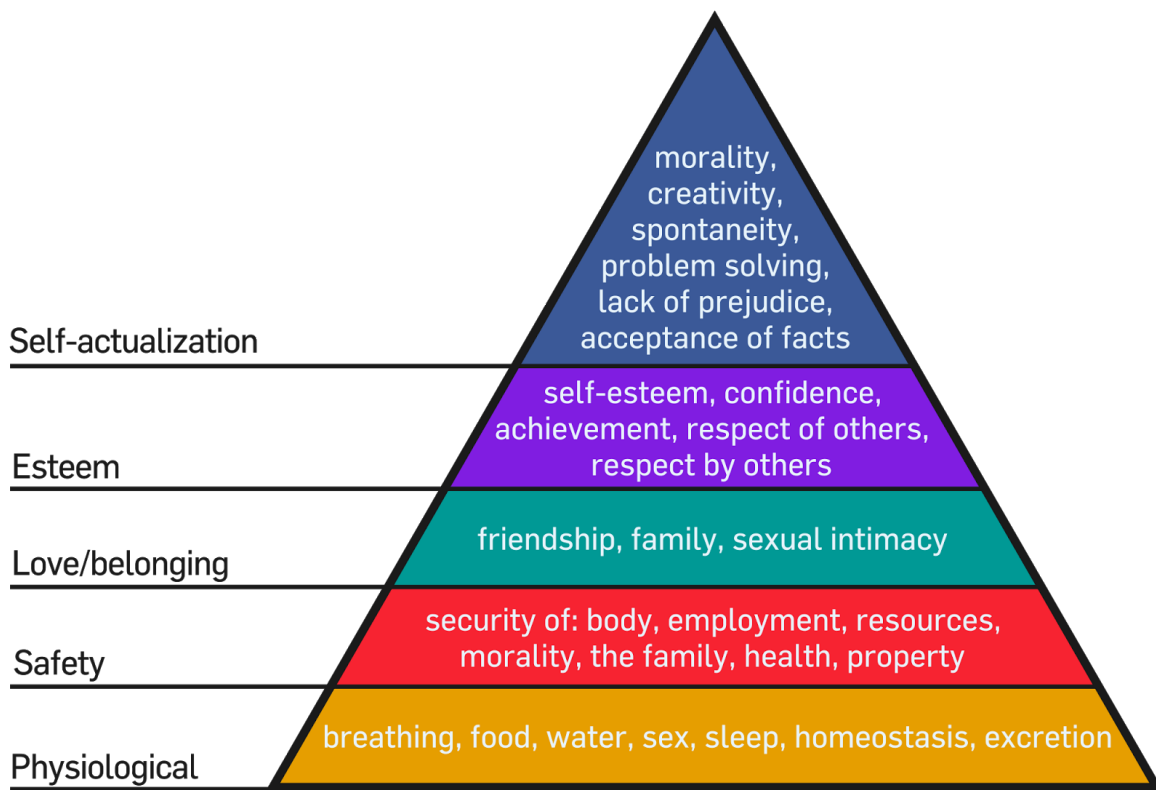 morality,
creativity,
spontaneity,
problem solving,
lack of prejudice,
acceptance of facts
Self-actualization
self-esteem, confidence,
achievement, respect of others,
respect by others
Esteem
friendship, family, sexual intimacy
Love/belonging
security of: body, employment, resources,
morality, the family, health, property
Safety
breathing, food, water, sex, sleep, homeostasis, excretion
Physiological